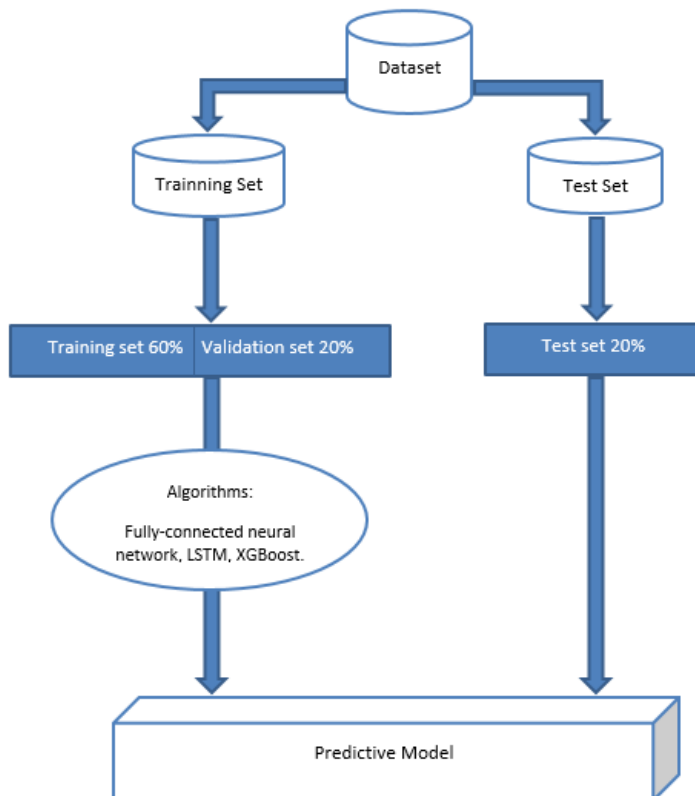 Dataset
Trainning Set
Test Set
Training set 60%
Validation set 20%
Test set 20%
Algorithms:
Fully-connected neural
network, LSTM, XGBoost.
Predictive Model